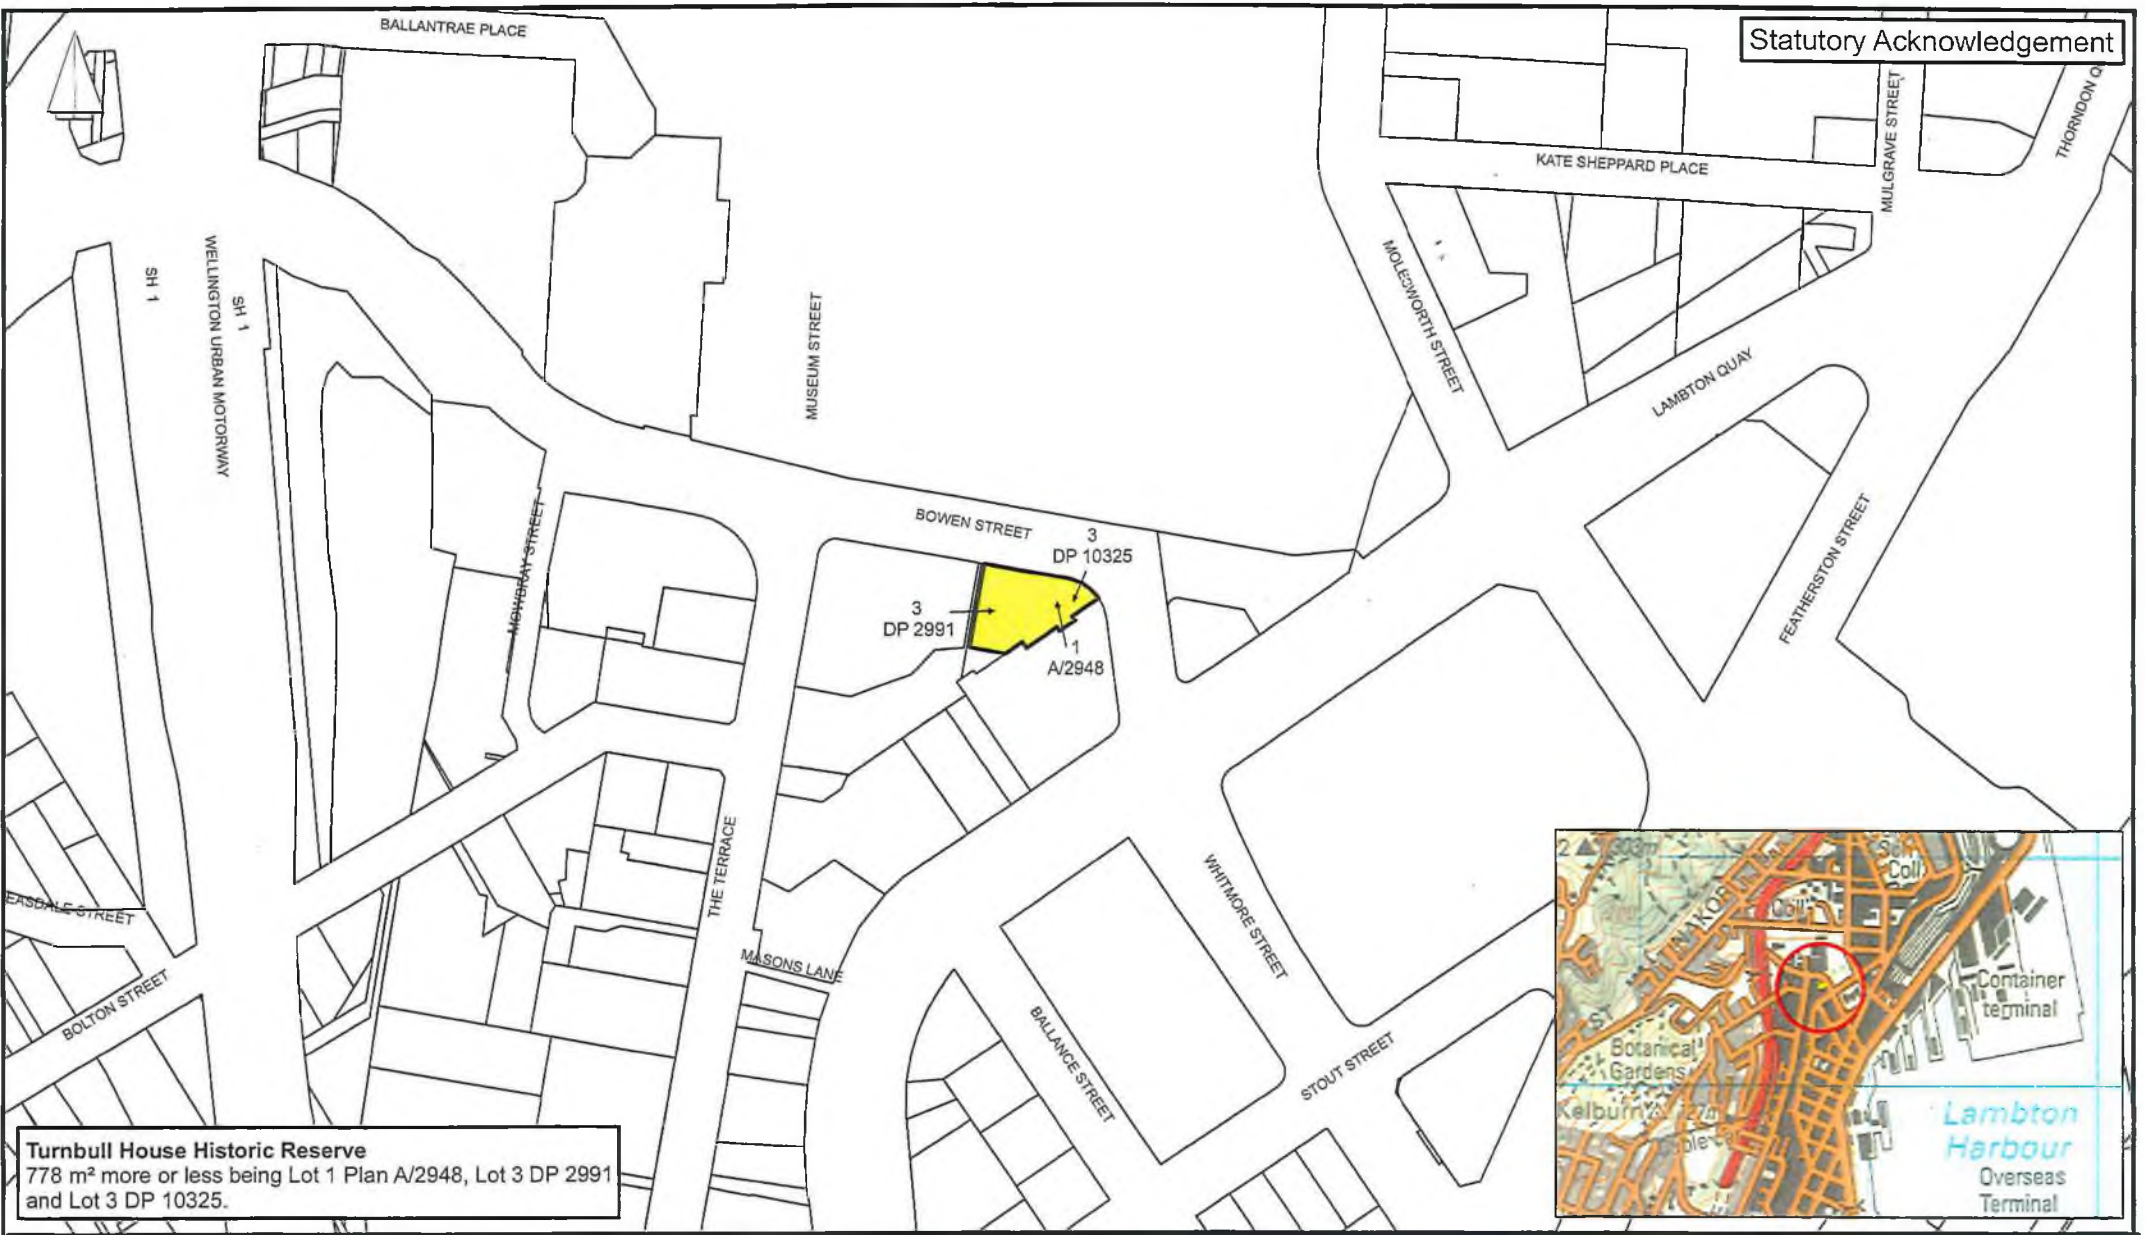 BALLANTRAE PLACE
Statutory Acknowledgement
THORNDON
MULGRAVE STREET
KATE SHEPPARD PLACE
SH 1
WELLINGTON URBAN MOTORWAY
SH 1
MUSEUM STREET
MOLESWORTH STREET
LAMBTON QUAY
MOWBRAY STREET
BOWEN STREET
3
DP 10325
FEATHERSTON STREET
3
DP 2991
1
A/2948
THE TERRACE
WHITMORE STREET
EASDALE STREET
MASONS LANE
BOLTON STREET
BALLANCE STREET
STOUT STREET
Coll
Coll
Container
terminal
Botanical
Gardens
Kelburn
Lambton
Harbour
Overseas
Terminal
Turnbull House Historic Reserve
778 m² more or less being Lot 1 Plan A/2948, Lot 3 DP 2991
and Lot 3 DP 10325.